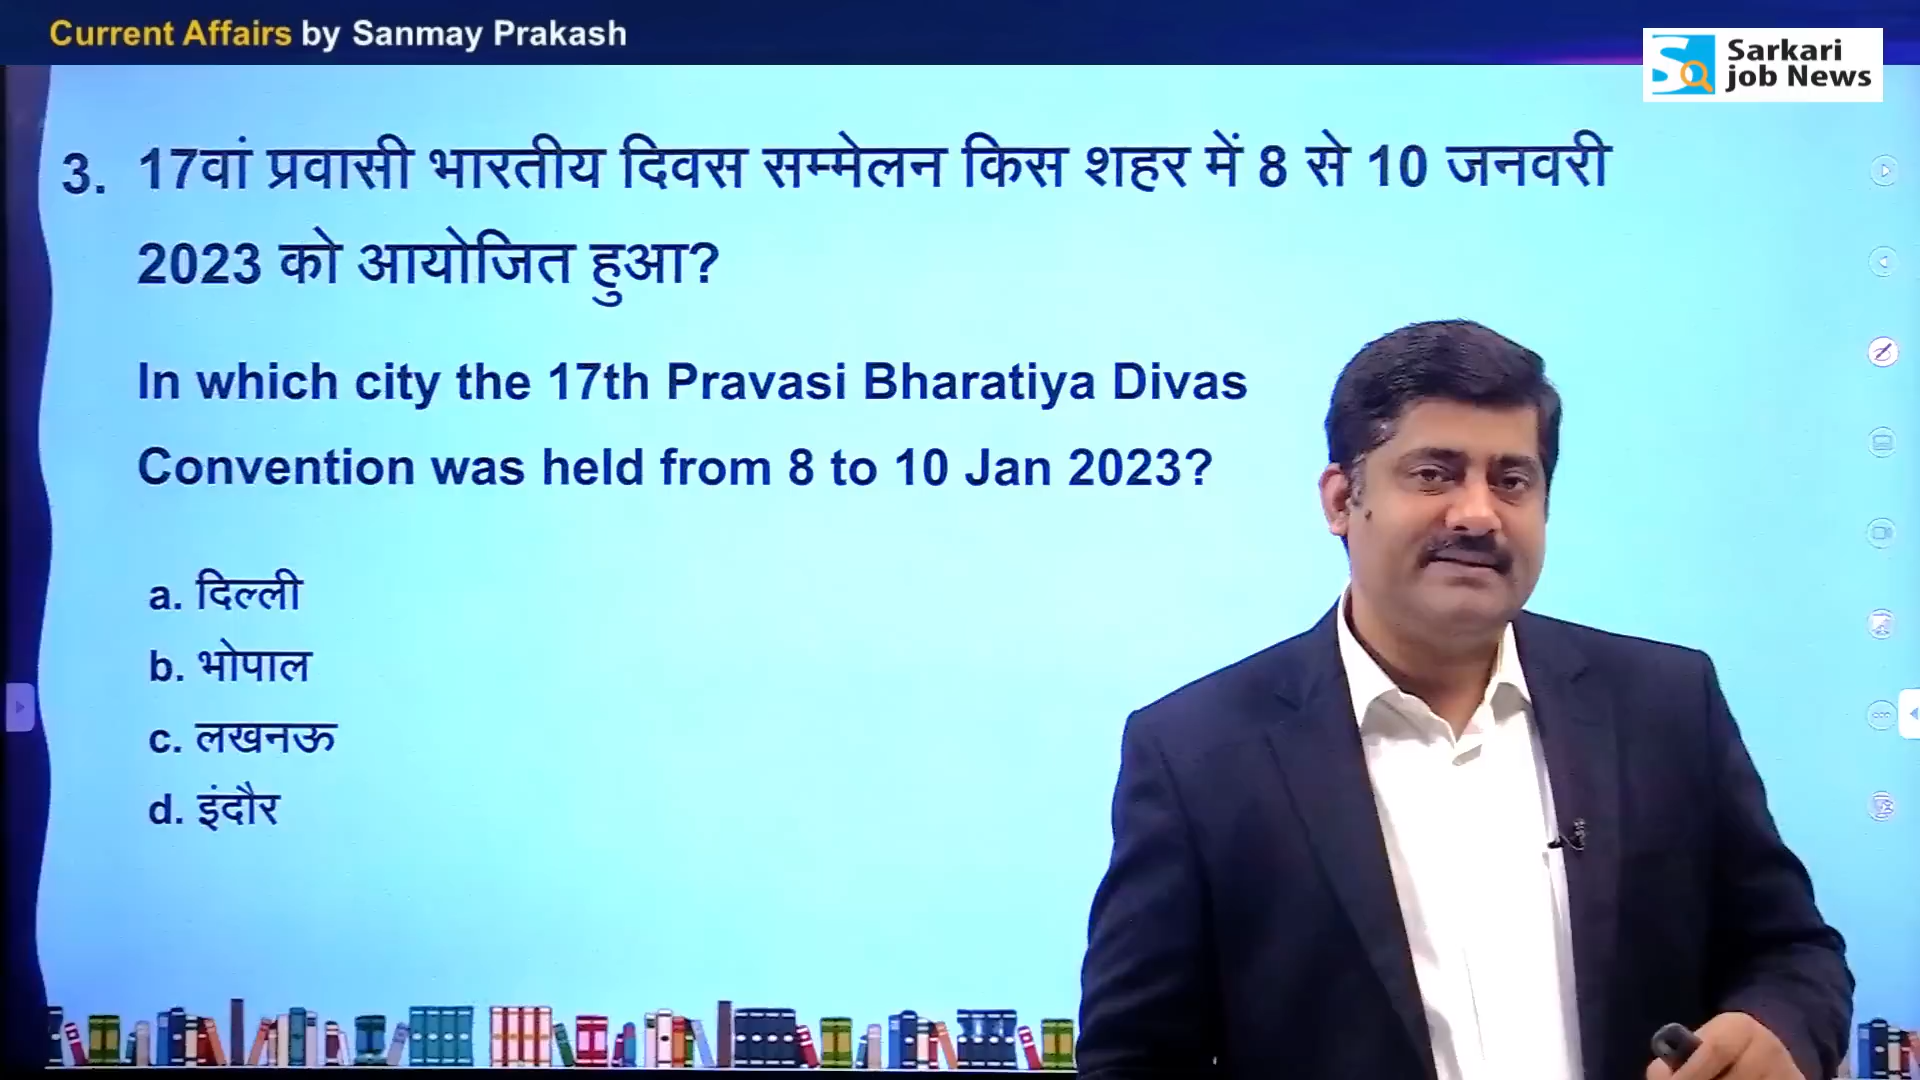 Current Affairs by Sanmay Prakash
Sarkari
job News
3. 17वां प्रवासी भारतीय दिवस सम्मेलन किस शहर में 8 से 10 जनवरी
2023 को आयोजित हुआ?
In which city the 17th Pravasi Bharatiya Divas
Convention was held from 8 to 10 Jan 2023?
a. दिल्ली
b. भोपाल
c. लखनऊ
d. इंदौर